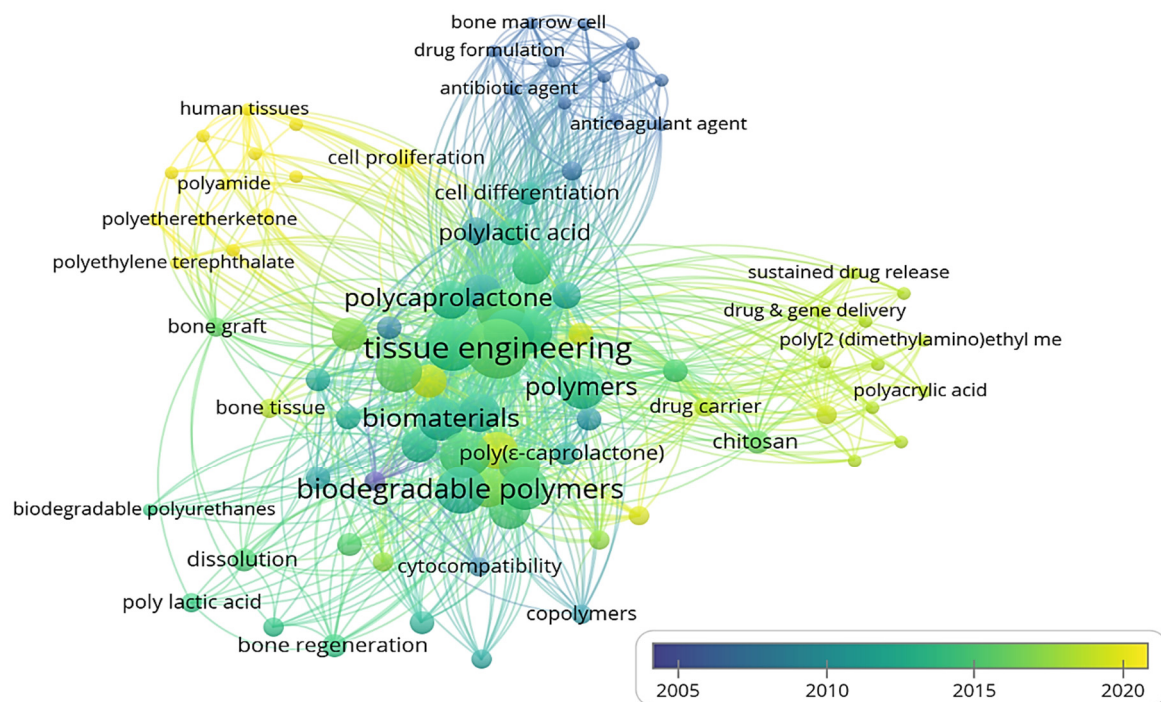 bone marrow cell
drug formulation
antibiotic agent
human tissues
anticoagulant agent
cell proliferation
polyamide
cell differentiation
polyetheretherketone
polylactic acid
polyethylene terephthalate
sustained drug release
polycaprolactone
drug & gene delivery
bone graft
poly[2 (dimethylamino)ethyl me
tissue engineering
polymers
polyacrylic acid
bone tissue
drug carrier
biomaterials
chitosan
poly(ε-caprolactone)
biodegradable polymers
biodegradable polyurethanes
dissolution
cytocompatibility
poly lactic acid
copolymers
bone regeneration
2005 2010 2015 2020